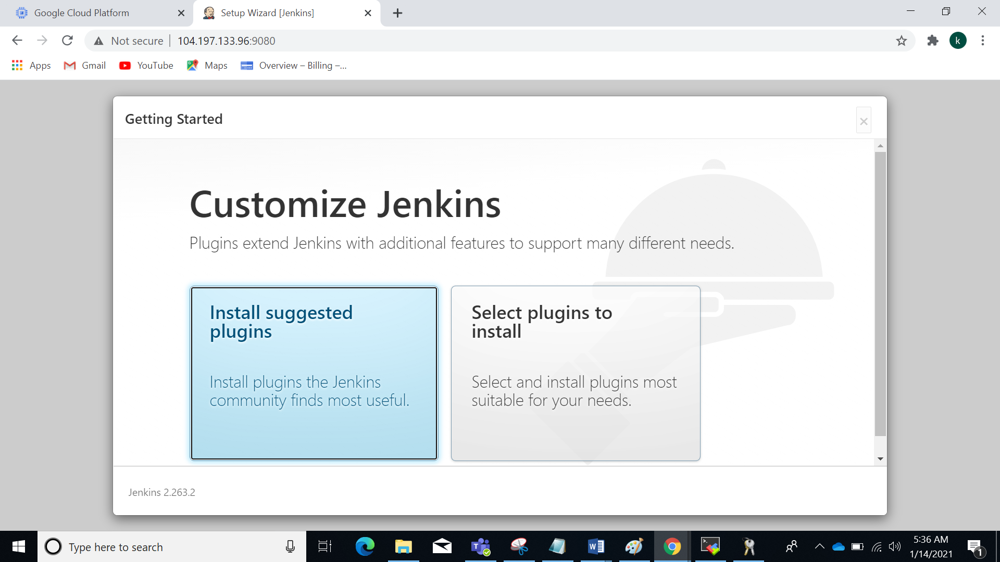 Google Cloud Platform
Setup Wizard [Jenkins]
Not secure | 104.197.133.96:9080
k
Apps
Gmail
YouTube
Maps
Overview – Billing –...
Getting Started
Customize Jenkins
Plugins extend Jenkins with additional features to support many different needs.
Install suggested
plugins
Install plugins the Jenkins
community finds most useful.
Select plugins to
install
Select and install plugins most
suitable for your needs.
Jenkins 2.263.2
Type here to search
5:36 AM
1/14/2021
1